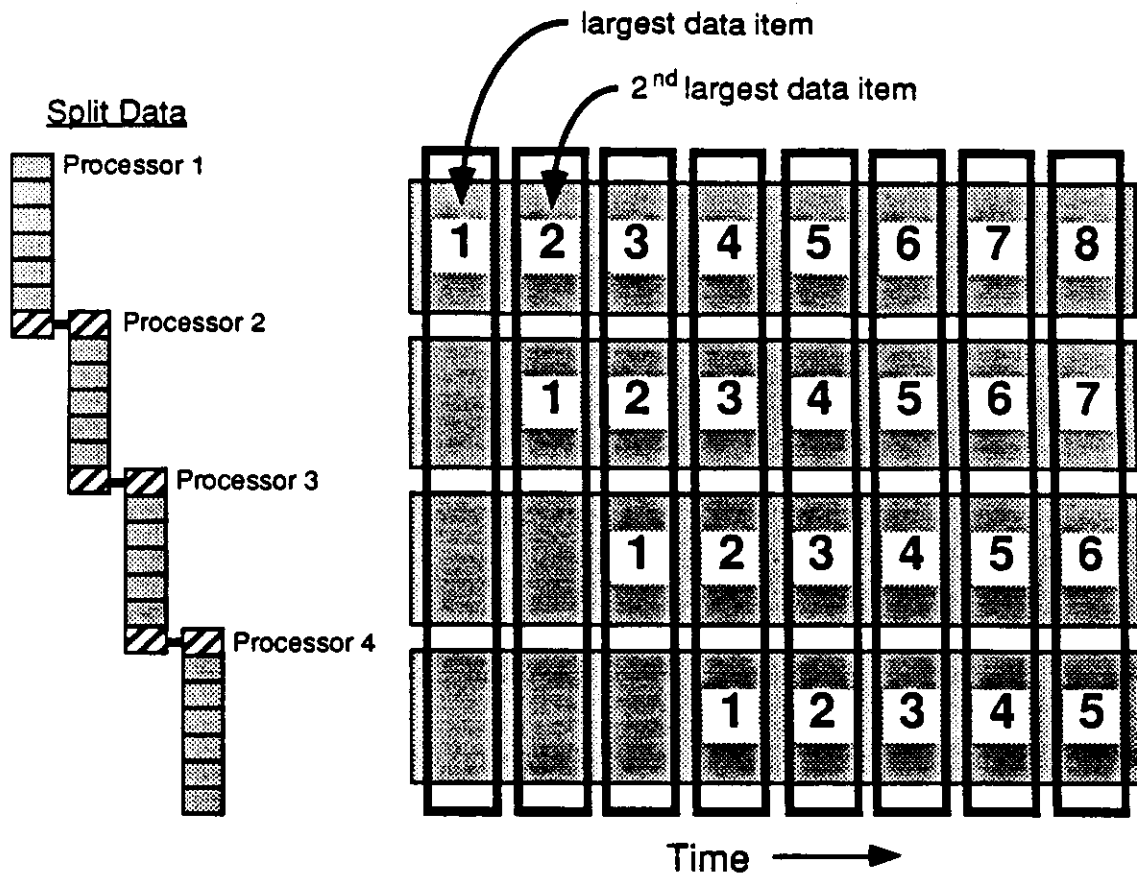 largest data item
2nd largest data item
Split Data
Processor 1
Processor 2
Processor 3
Processor 4
1 2 3 4 5 6 7 8
1 2 3 4 5 6 7
1 2 3 4 5 6
1 2 3 4 5
Time